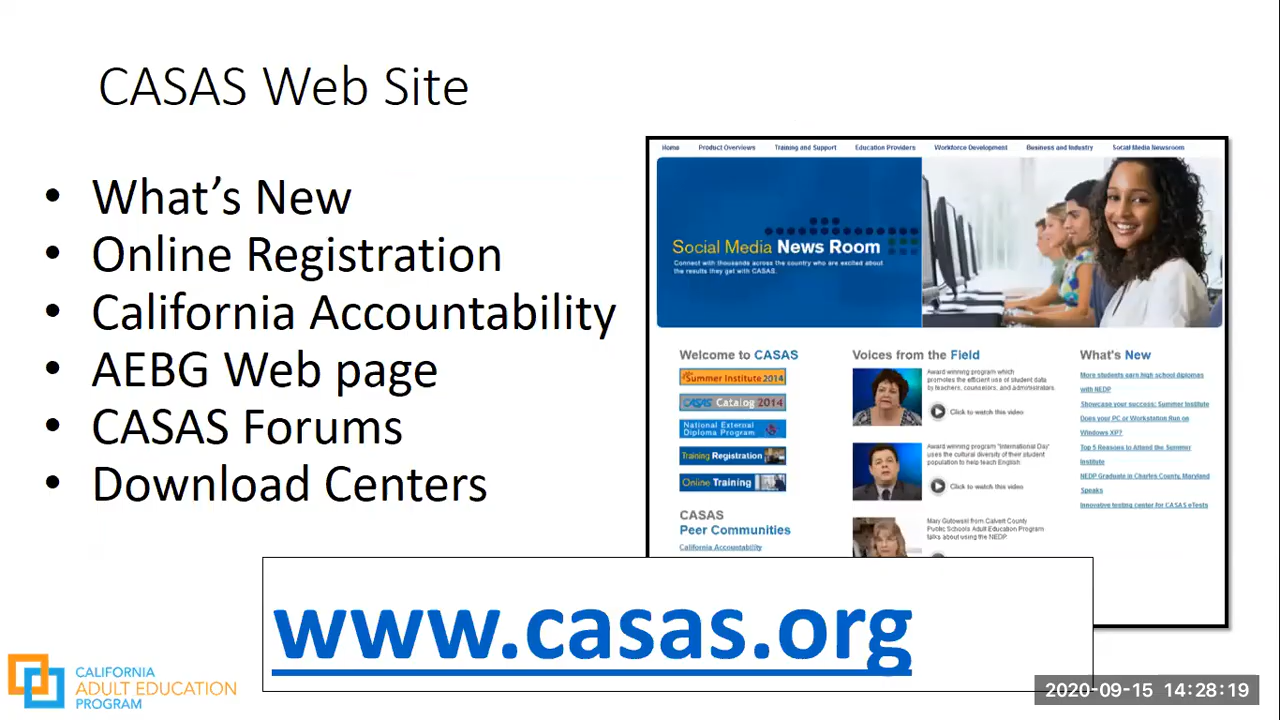 CASAS Web Site
• What's New
• Online Registration
• California Accountability
• AEBG Web page
• CASAS Forums
• Download Centers
Home Product Overviews Training and Support Education Providers Workforce Development Business and Industry Social Media Newsroom
Social Media News Room
Connect with thousands across the country who are excited about
the results they get with CASAS.
Welcome to CASAS
Summer Institute 2014
CASAS Catalog 2014
National External
Diploma Program
Training Registration
Online Training
CASAS
Peer Communities
California Accountability
Voices from the Field
Award winning program which
promotes the efficient use of student data
by teachers, counselors, and administrators.
Click to watch this video
Award winning program "International Day"
uses the cultural diversity of their student
population to help teach English.
Click to watch this video
Mary Gutowski from Calvert County
Public Schools Adult Education Program
talks about using the NEDP.
What's New
More students earn high school diplomas
with NEDP
Showcase your success: Summer Institute
Does your PC or Workstation Run on
Windows XP?
Top 5 Reasons to Attend the Summer
Institute
NEDP Graduate in Charles County, Maryland
Speaks
Innovative testing center for CASAS eTests
www.casas.org
CALIFORNIA
ADULT EDUCATION
PROGRAM
2020-09-15 14:28:19